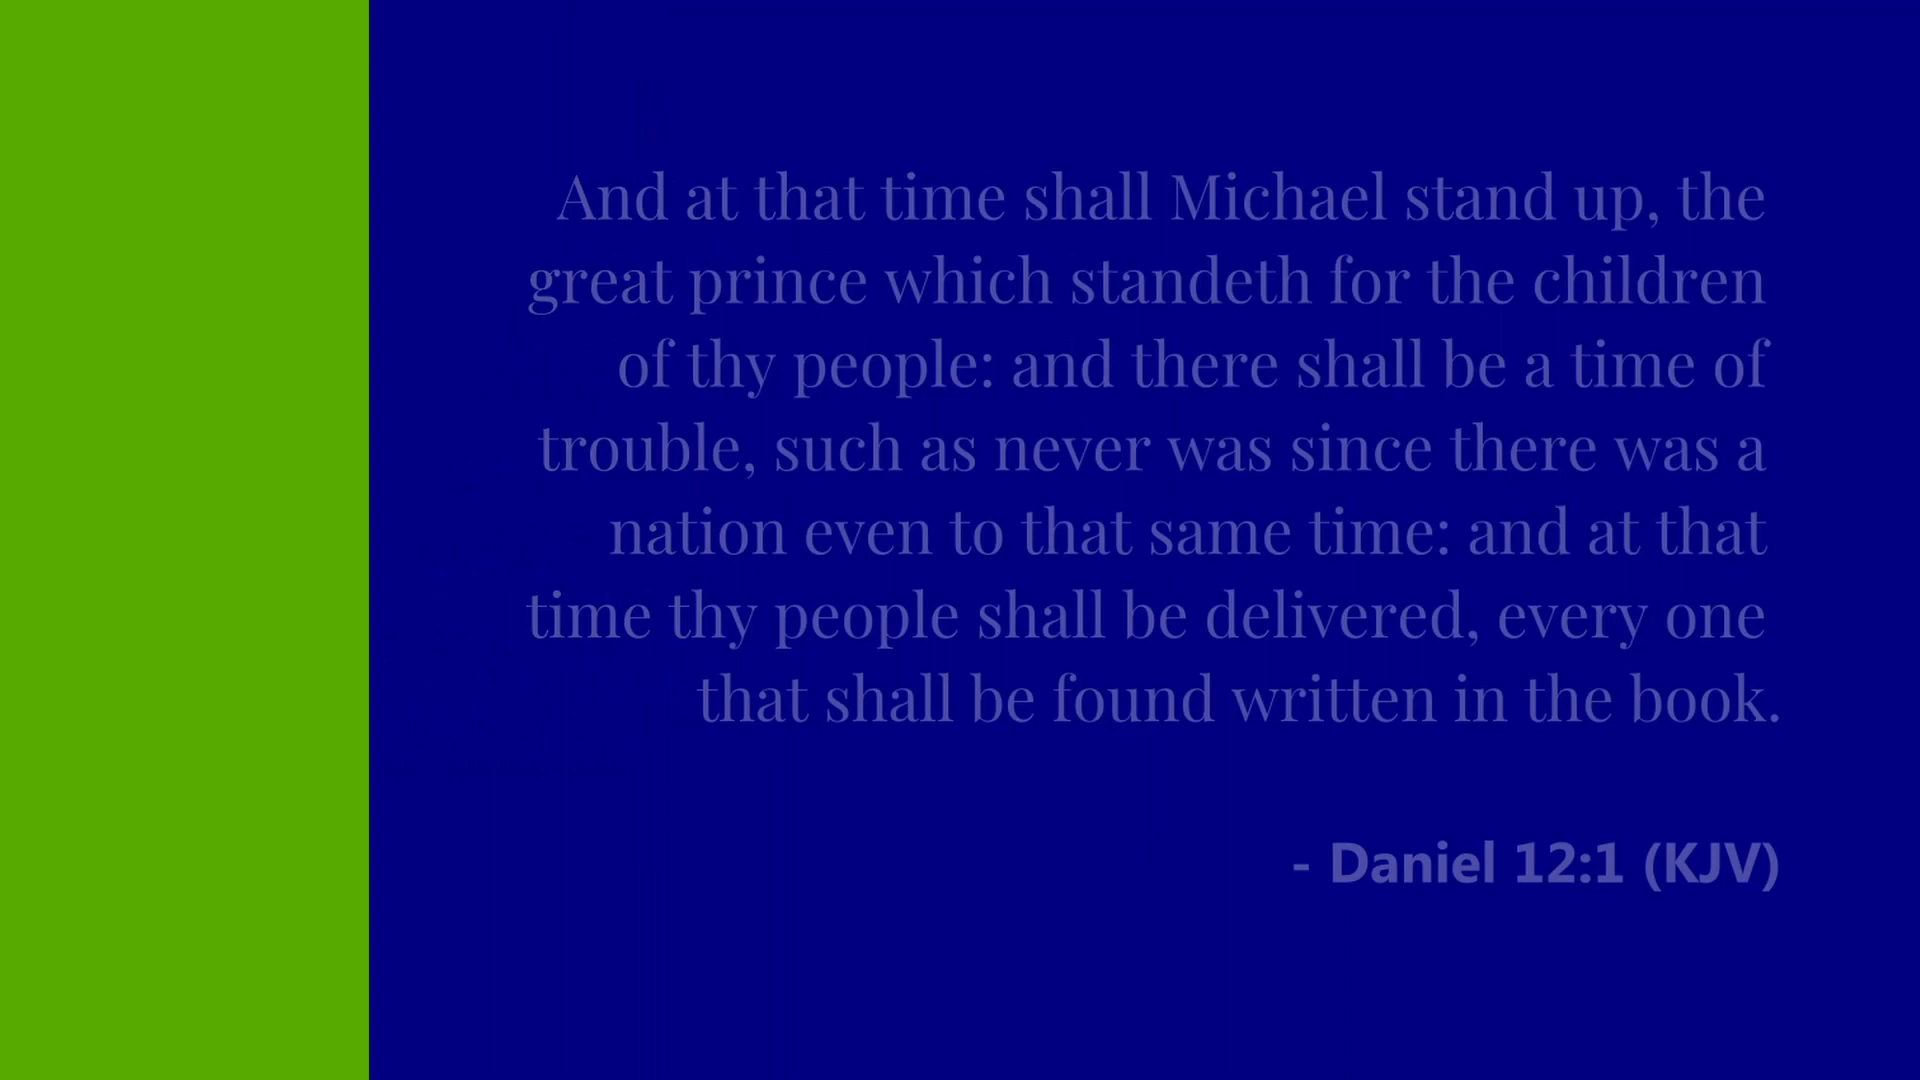 And at that time shall Michael stand up, the
great prince which standeth for the children
of thy people: and there shall be a time of
trouble, such as never was since there was a
nation even to that same time: and at that
time thy people shall be delivered, every one
that shall be found written in the book.
- Daniel 12:1 (KJV)